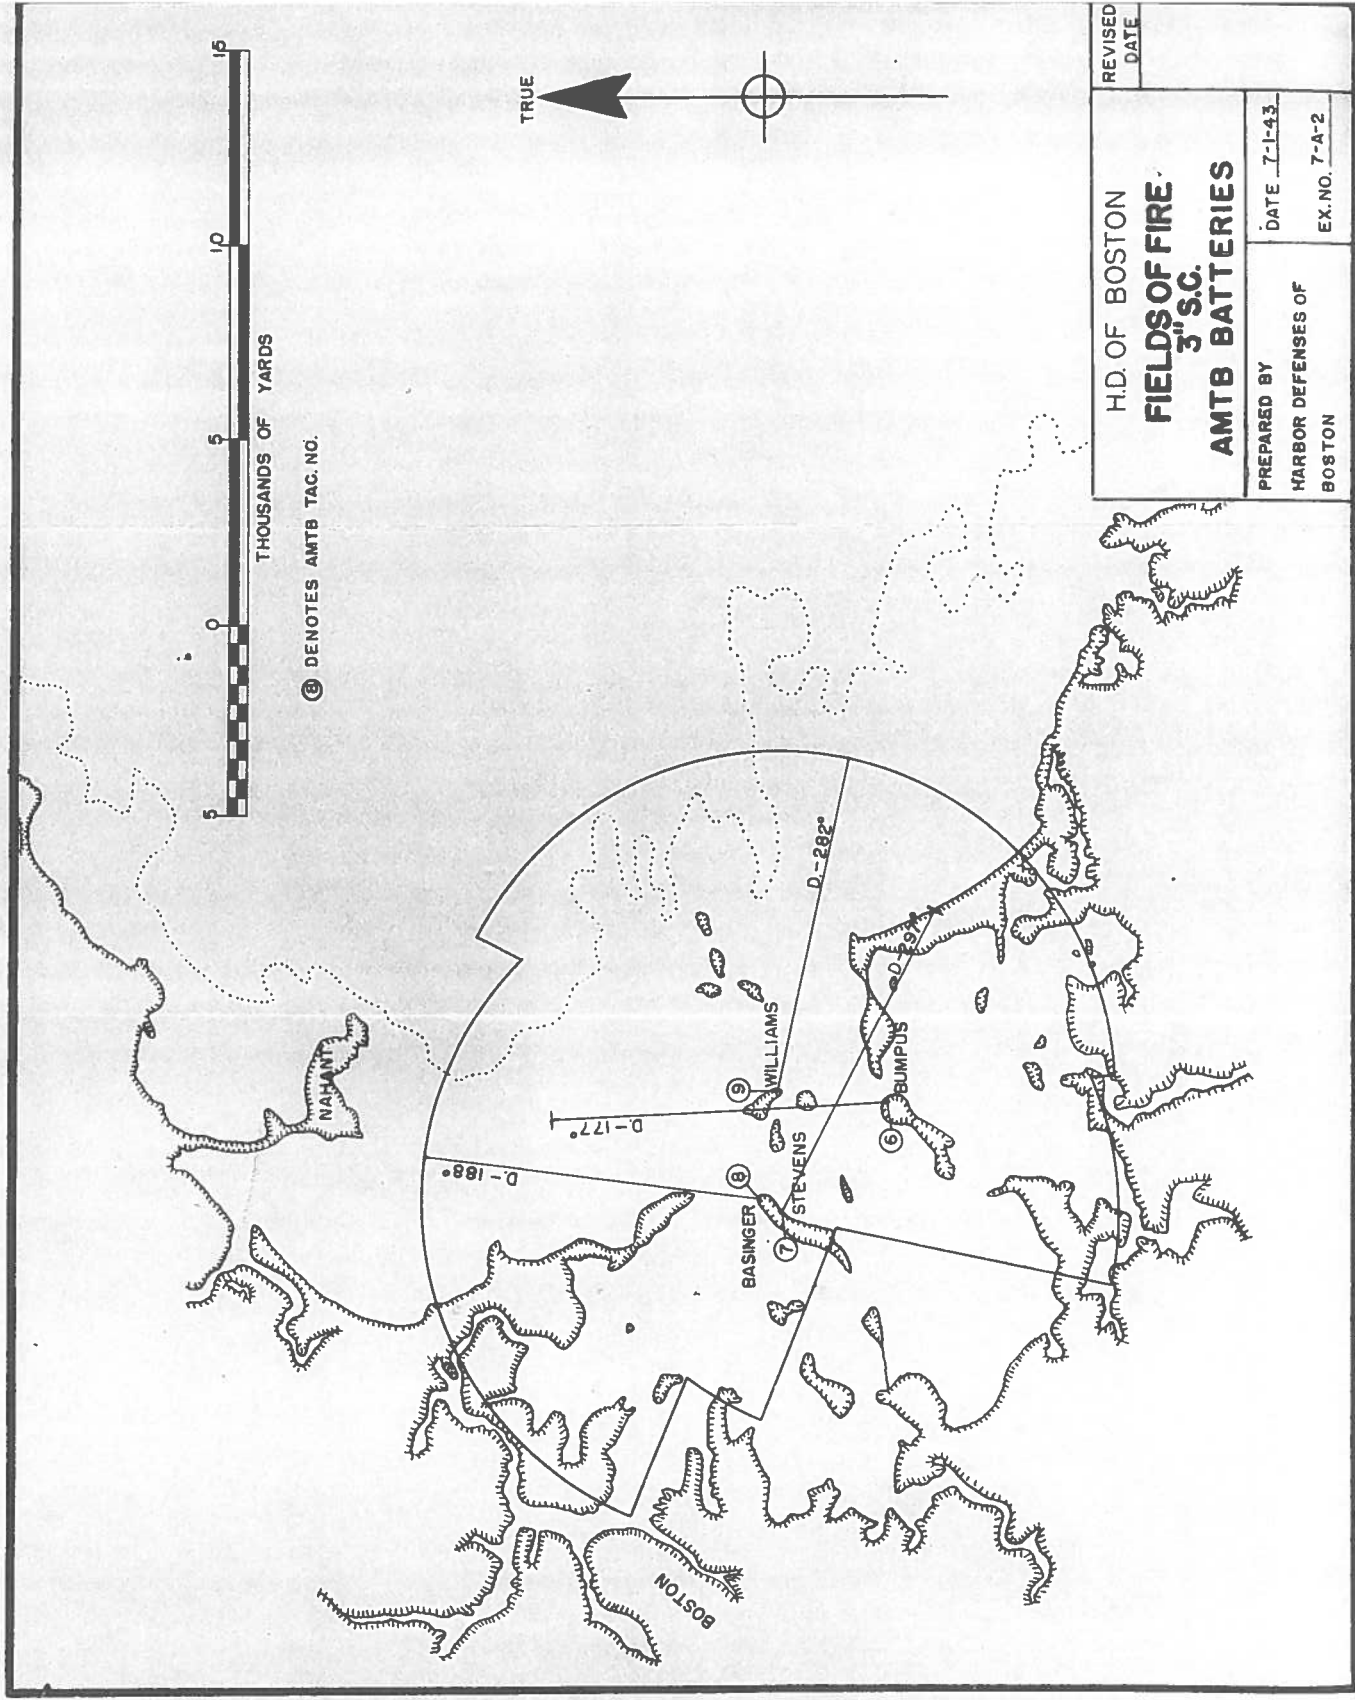 H.D. OF BOSTON
FIELDS OF FIRE
3" S.C.
AMTB BATTERIES
PREPARED BY
HARBOR DEFENSES OF
BOSTON
DATE 7-1-43
EX. NO. 7-A-2
REVISED
DATE
5 0 5 10 15
THOUSANDS OF YARDS
⑧ DENOTES AMTB TAC. NO.
TRUE
NAHANT
D.-188°
D.-177°
D.-282°
D.-297°
⑨ WILLIAMS
BUMPUS
⑥
⑧
STEVENS
BASINGER
⑦
BOSTON